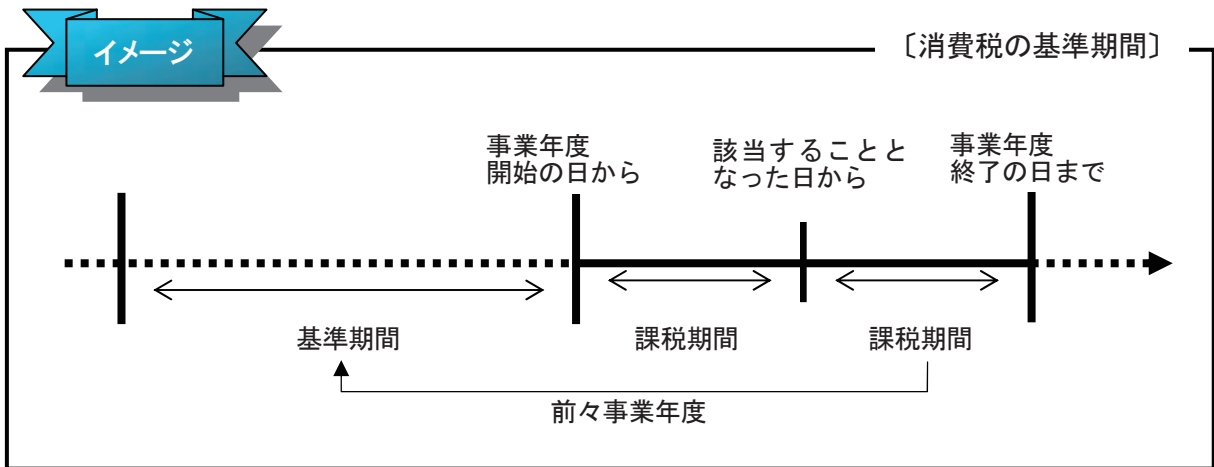 イメージ
〔消費税の基準期間〕
事業年度
開始の日から
該当することと
なった日から
事業年度
終了の日まで
基準期間
課税期間
課税期間
前々事業年度